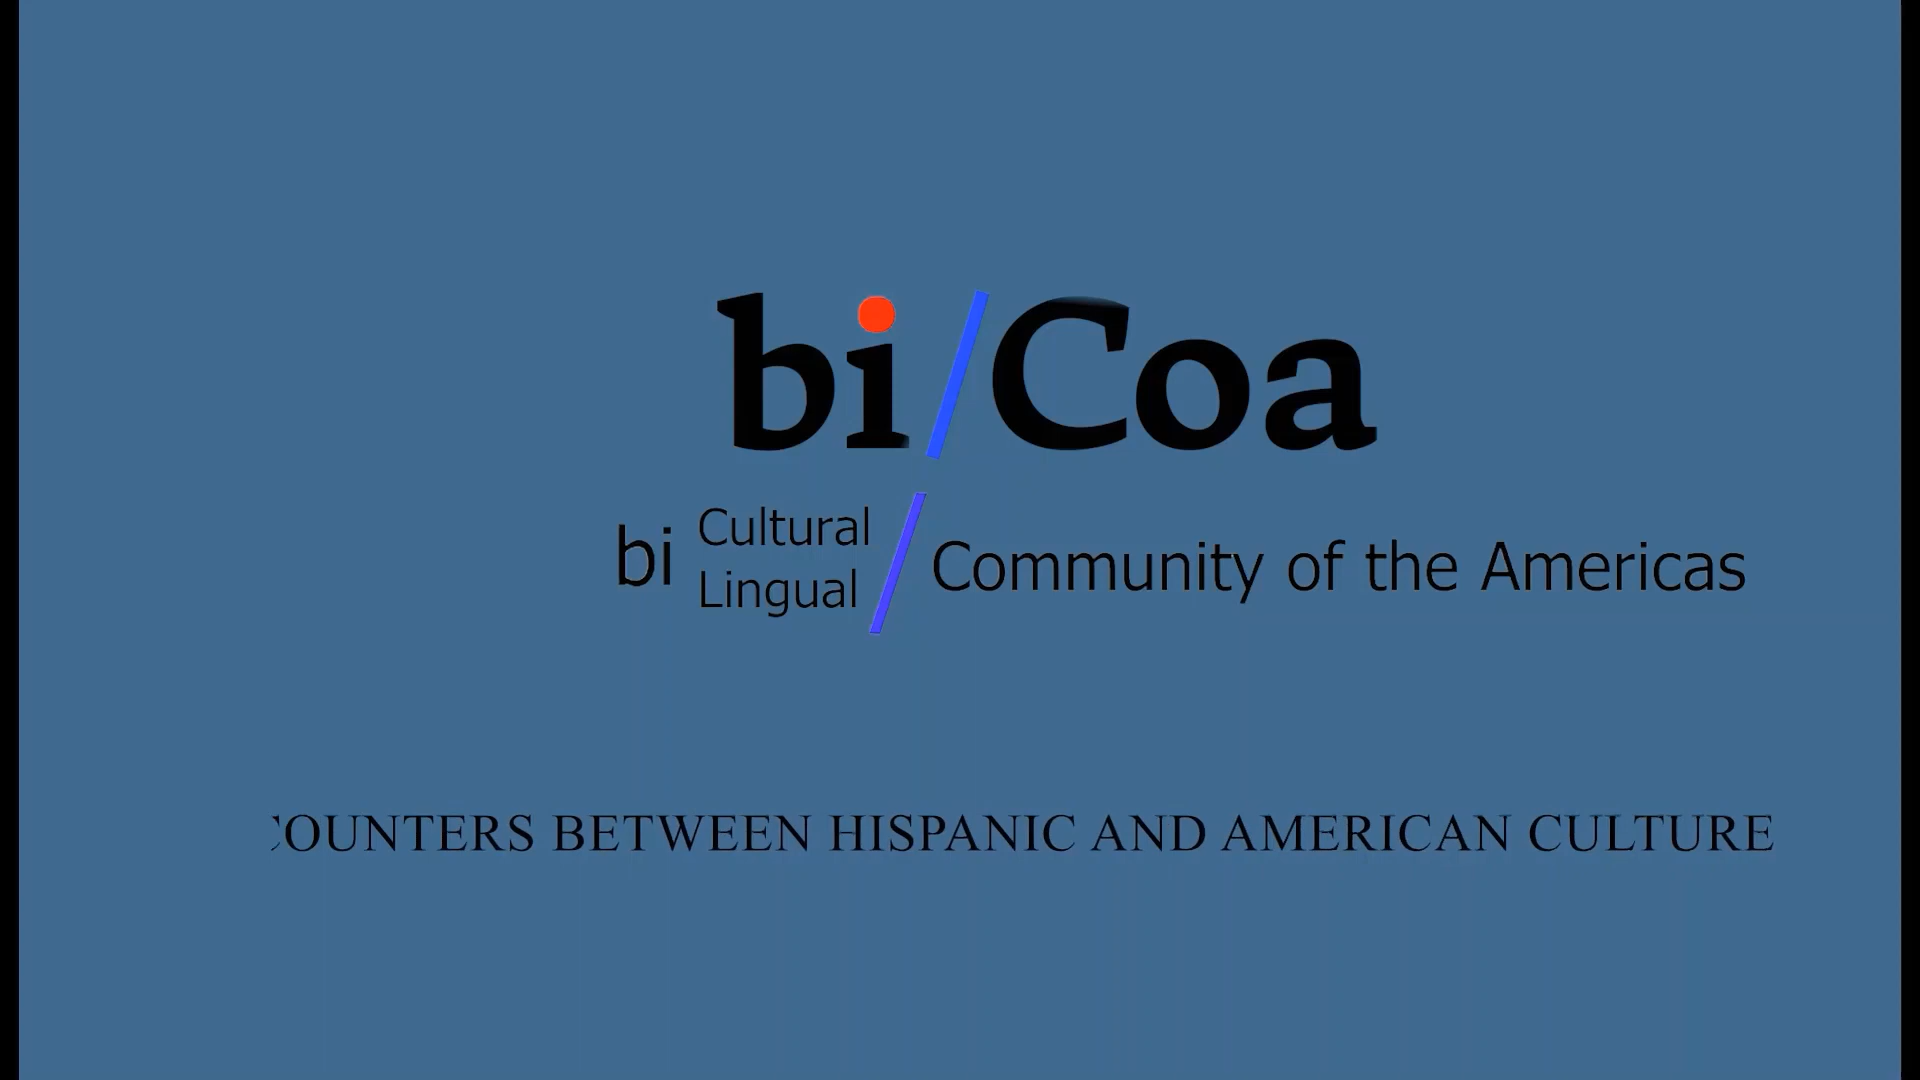 bi/Coa
bi Cultural / Community of the Americas
Lingual
OUNTERS BETWEEN HISPANIC AND AMERICAN CULTURE